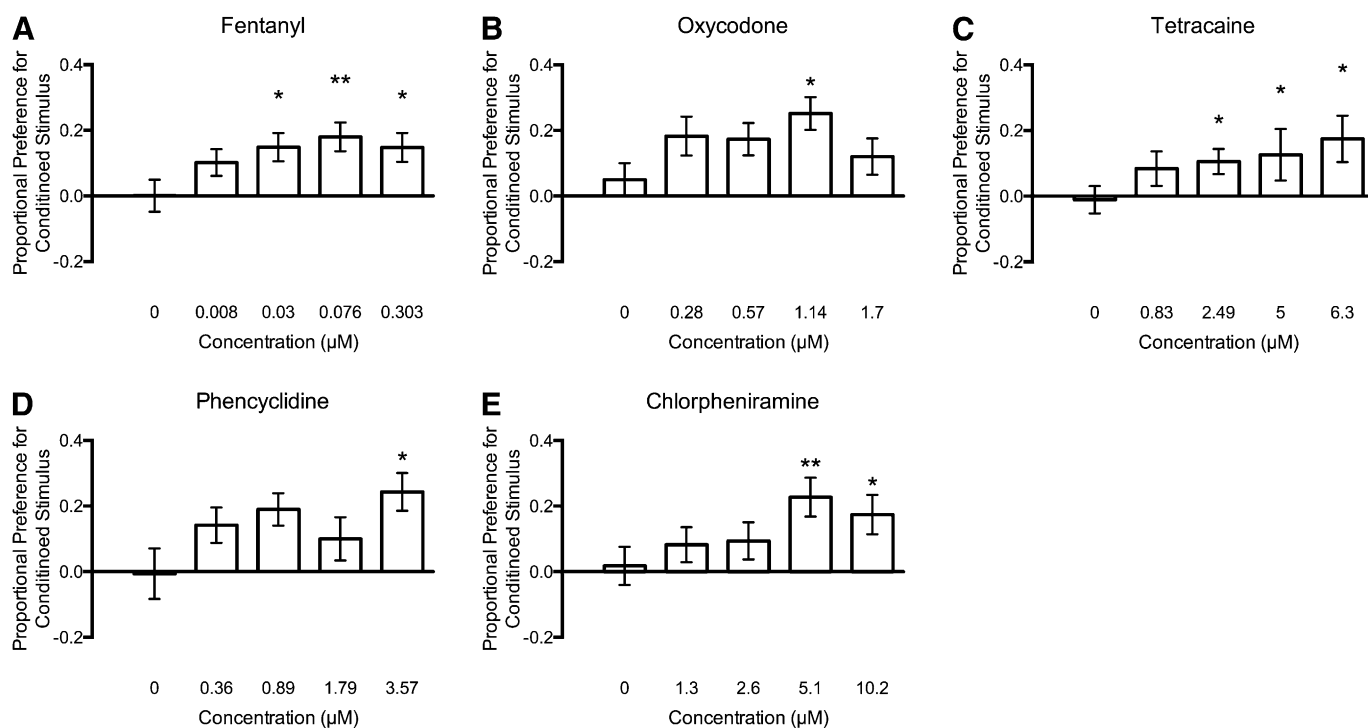 A
Fentanyl
Proportional Preference for
Conditinoed Stimulus
0.4
0.2
0.0
-0.2
*
**
*
0 0.008 0.03 0.076 0.303
Concentration (µM)
B
Oxycodone
Proportional Preference for
Conditinoed Stimulus
0.4
0.2
0.0
-0.2
*
0 0.28 0.57 1.14 1.7
Concentration (µM)
C
Tetracaine
Proportional Preference for
Conditinoed Stimulus
0.4
0.2
0.0
-0.2
*
*
*
0 0.83 2.49 5 6.3
Concentration (µM)
D
Phencyclidine
Proportional Preference for
Conditinoed Stimulus
0.4
0.2
0.0
-0.2
*
0 0.36 0.89 1.79 3.57
Concentration (µM)
E
Chlorpheniramine
Proportional Preference for
Conditinoed Stimulus
0.4
0.2
0.0
-0.2
**
*
0 1.3 2.6 5.1 10.2
Concentration (µM)